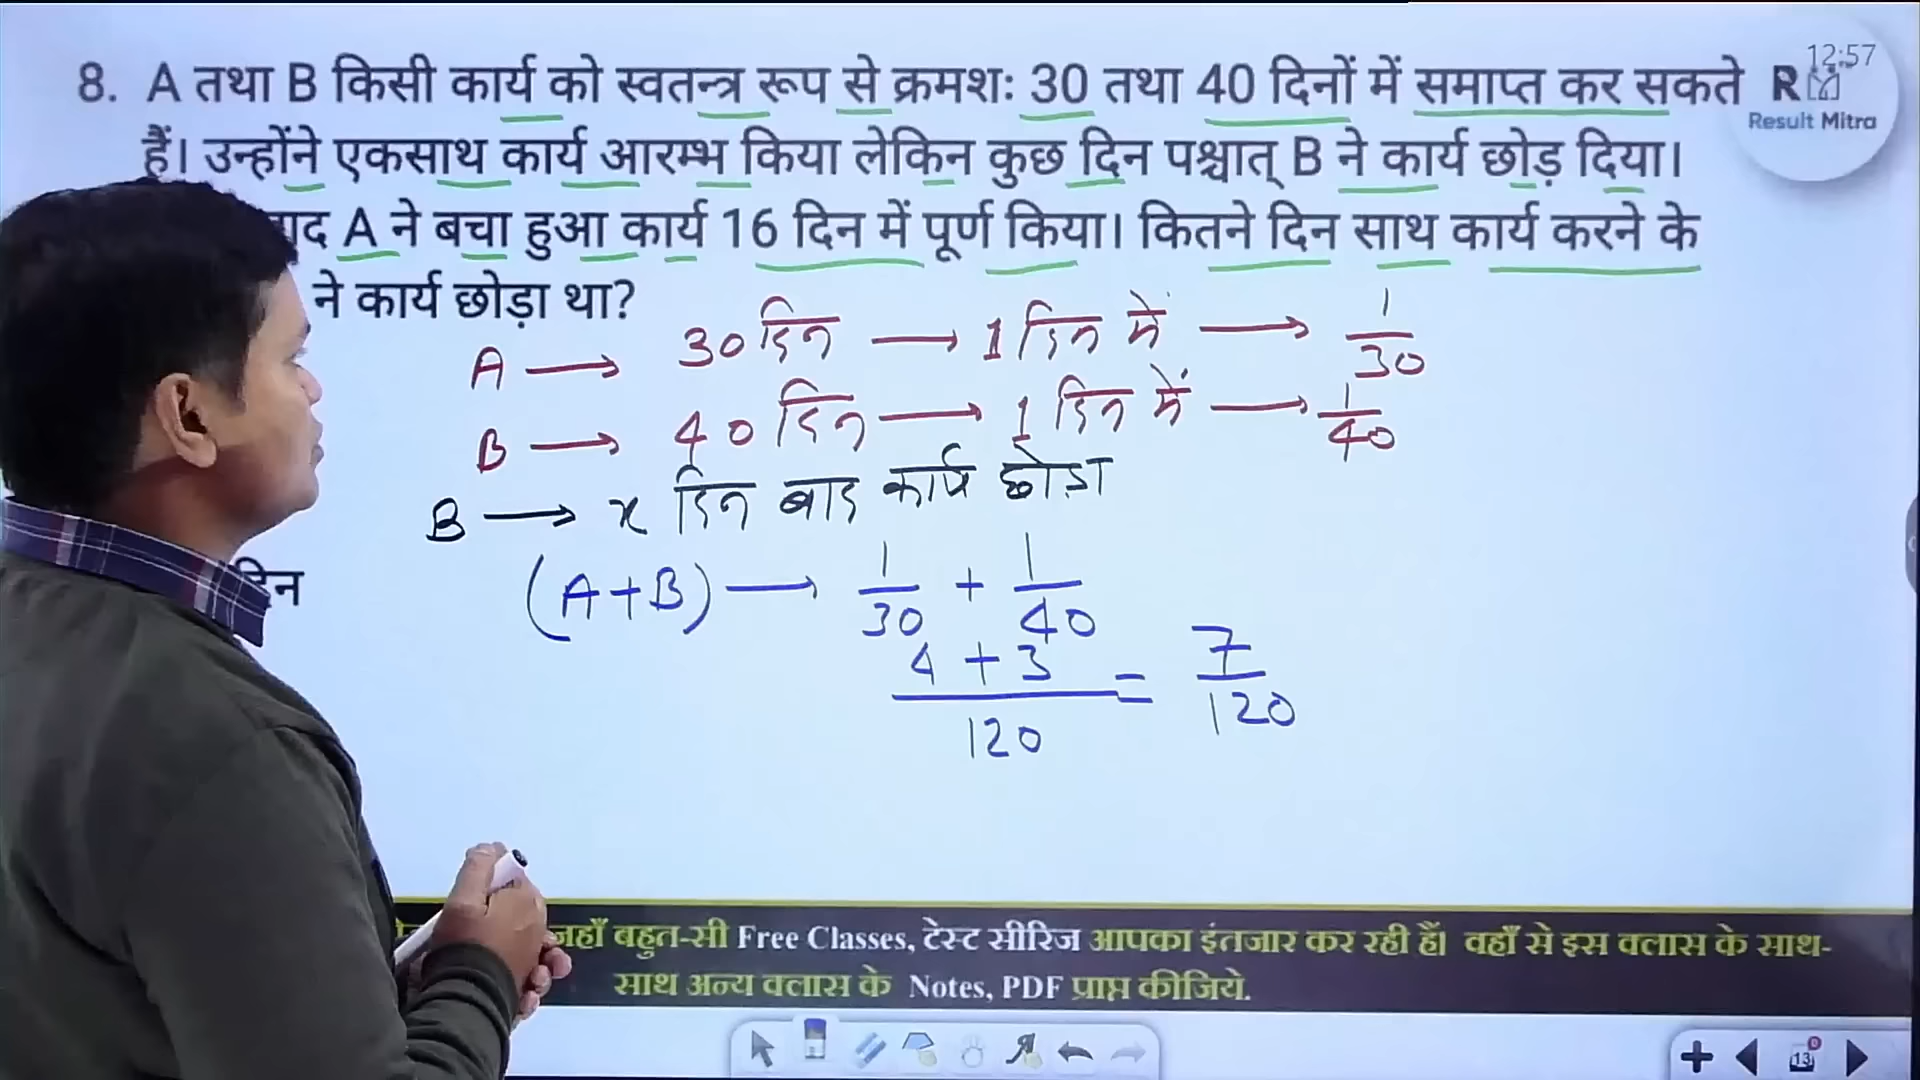 12:57
R
Result Mitra
8. A तथा B किसी कार्य को स्वतन्त्र रूप से क्रमशः 30 तथा 40 दिनों में समाप्त कर सकते
हैं। उन्होंने एकसाथ कार्य आरम्भ किया लेकिन कुछ दिन पश्चात् B ने कार्य छोड़ दिया।
A ने बचा हुआ कार्य 16 दिन में पूर्ण किया। कितने दिन साथ कार्य करने के
ने कार्य छोड़ा था?
A → 30 दिन → 1 दिन में → 1/30
B → 40 दिन → 1 दिन में → 1/40
B → x दिन बाद कार्य छोड़ा
(A+B) → 1/30 + 1/40
4 + 3 / 120 = 7/120
दिन
जहाँ बहुत-सी Free Classes, टेस्ट सीरिज आपका इंतजार कर रही हैं। वहाँ से इस क्लास के साथ-
साथ अन्य क्लास के Notes, PDF प्राप्त कीजिये.
13